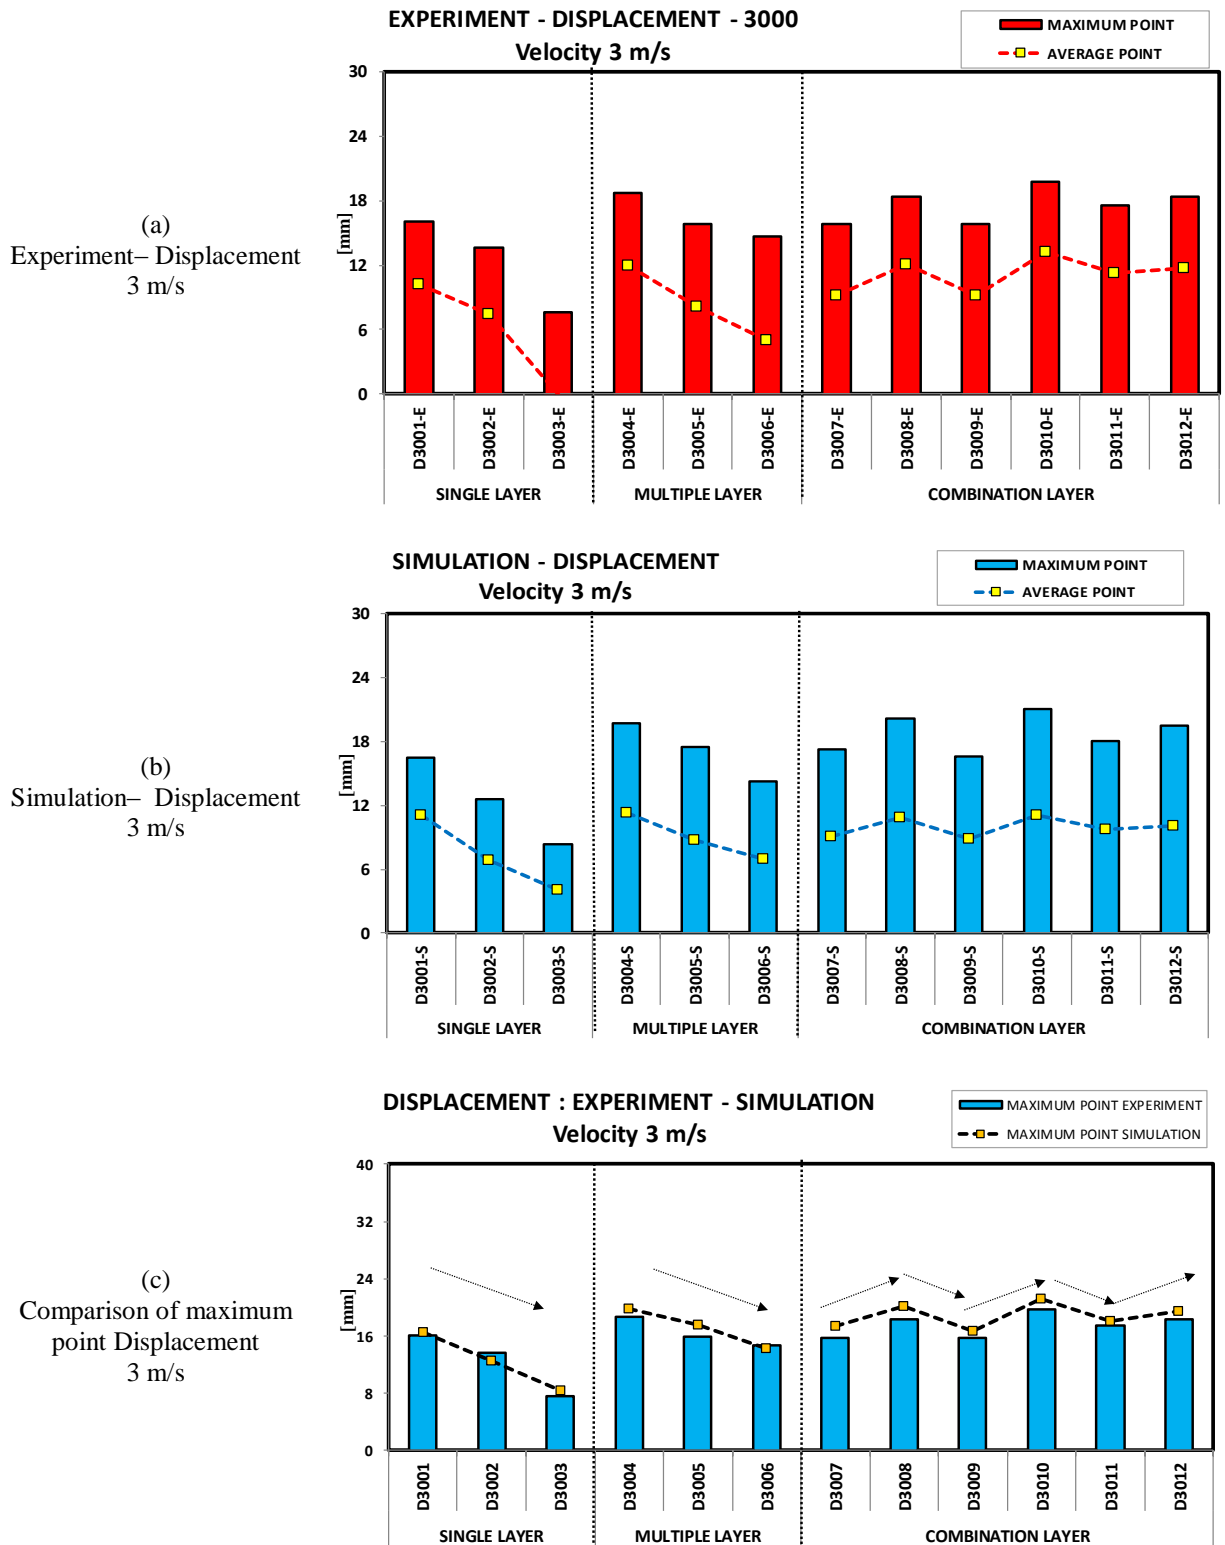 EXPERIMENT - DISPLACEMENT - 3000
Velocity 3 m/s
MAXIMUM POINT
AVERAGE POINT
(a)
Experiment– Displacement
3 m/s
[mm]
30
24
18
12
6
0
D3001-E
D3002-E
D3003-E
D3004-E
D3005-E
D3006-E
D3007-E
D3008-E
D3009-E
D3010-E
D3011-E
D3012-E
SINGLE LAYER
MULTIPLE LAYER
COMBINATION LAYER
SIMULATION - DISPLACEMENT
Velocity 3 m/s
MAXIMUM POINT
AVERAGE POINT
(b)
Simulation– Displacement
3 m/s
[mm]
30
24
18
12
6
0
D3001-S
D3002-S
D3003-S
D3004-S
D3005-S
D3006-S
D3007-S
D3008-S
D3009-S
D3010-S
D3011-S
D3012-S
SINGLE LAYER
MULTIPLE LAYER
COMBINATION LAYER
DISPLACEMENT : EXPERIMENT - SIMULATION
Velocity 3 m/s
MAXIMUM POINT EXPERIMENT
MAXIMUM POINT SIMULATION
(c)
Comparison of maximum
point Displacement
3 m/s
[mm]
40
32
24
16
8
0
D3001
D3002
D3003
D3004
D3005
D3006
D3007
D3008
D3009
D3010
D3011
D3012
SINGLE LAYER
MULTIPLE LAYER
COMBINATION LAYER